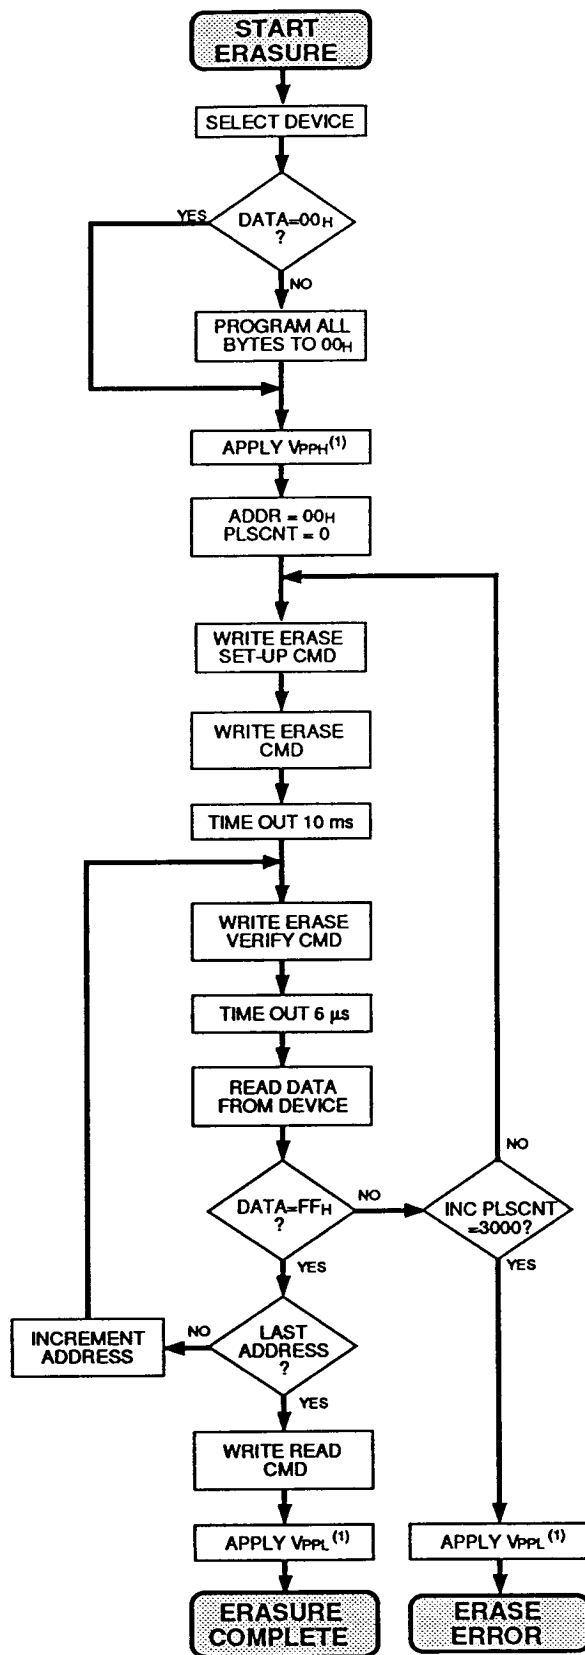 START
ERASURE
SELECT DEVICE
YES
DATA=00H
?
NO
PROGRAM ALL
BYTES TO 00H
APPLY VPPH(1)
ADDR = 00H
PLSCNT = 0
WRITE ERASE
SET-UP CMD
WRITE ERASE
CMD
TIME OUT 10 ms
WRITE ERASE
VERIFY CMD
TIME OUT 6 µs
READ DATA
FROM DEVICE
DATA=FFH
?
NO
YES
NO
INC PLSCNT
=3000?
YES
INCREMENT
ADDRESS
NO
LAST
ADDRESS
?
YES
WRITE READ
CMD
APPLY VPPL(1)
APPLY VPPL(1)
ERASURE
COMPLETE
ERASE
ERROR